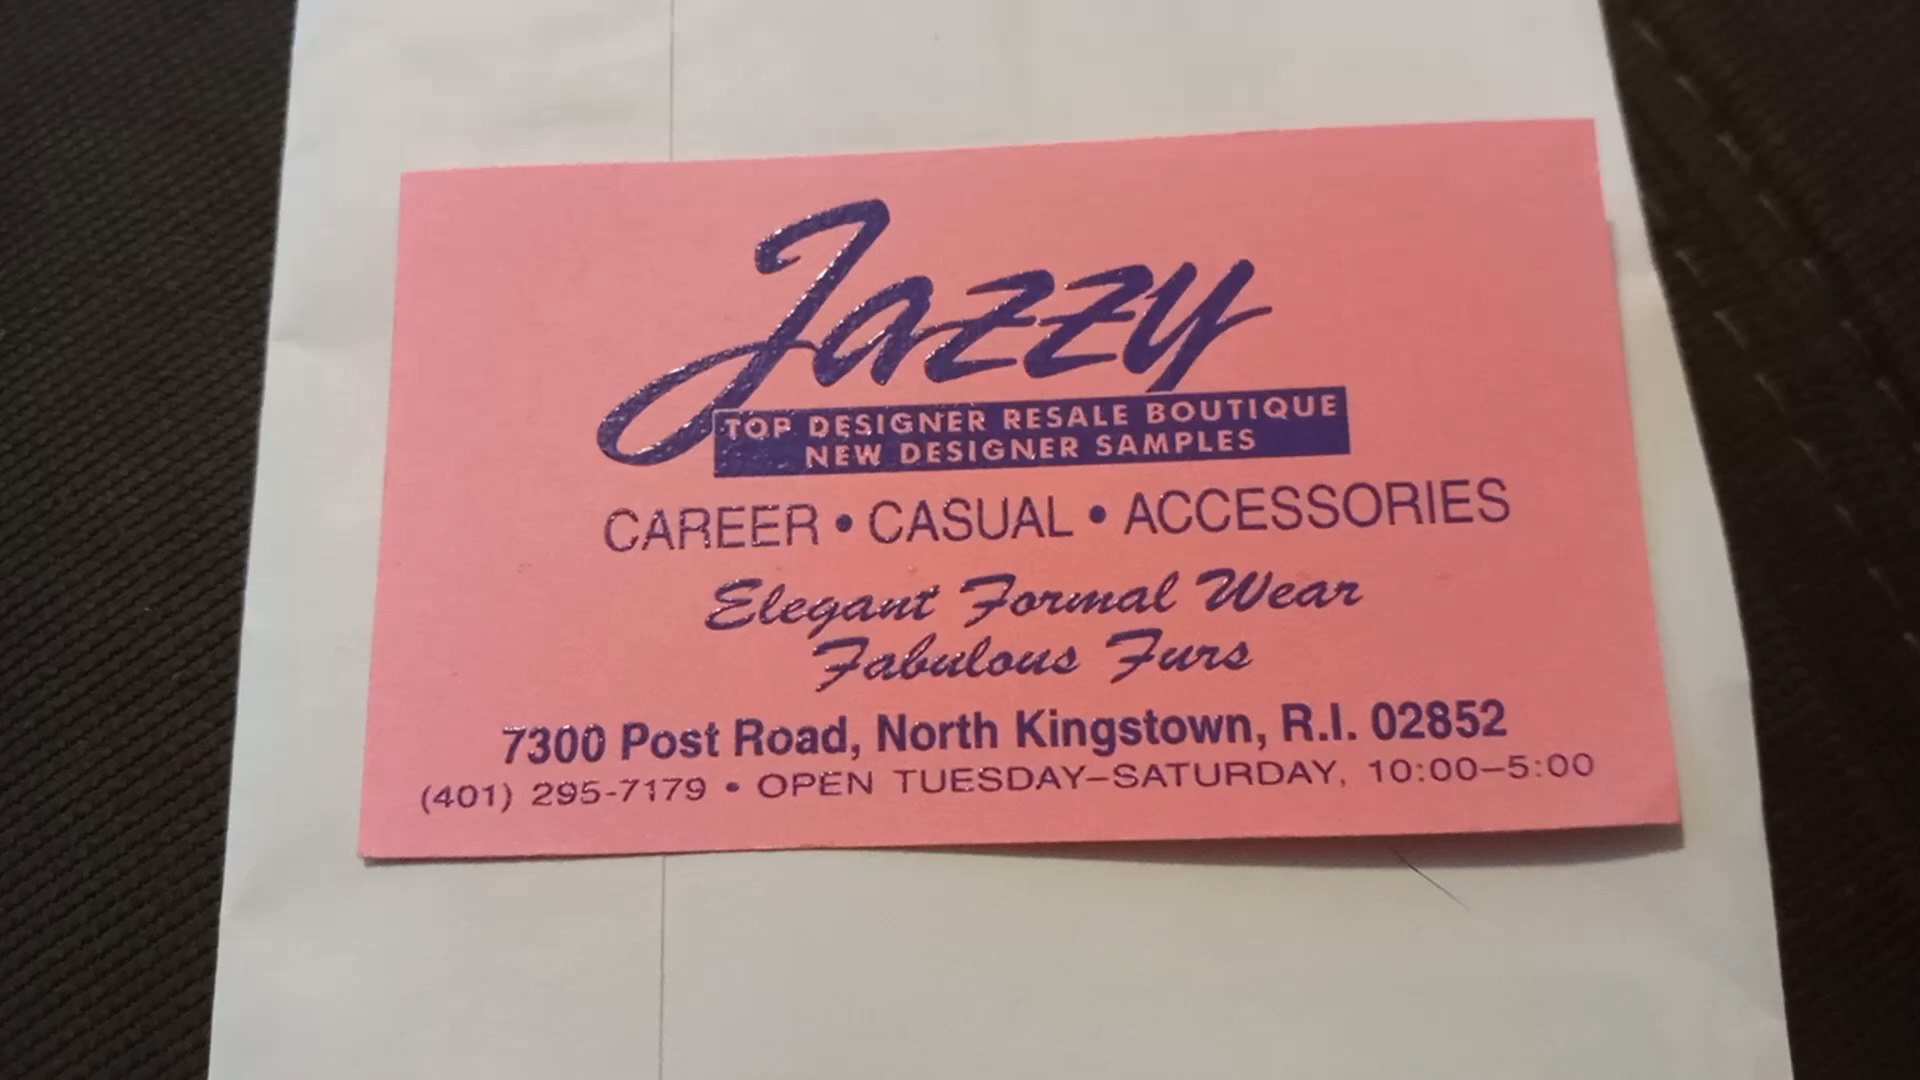 Jazzy
TOP DESIGNER RESALE BOUTIQUE
NEW DESIGNER SAMPLES
CAREER • CASUAL • ACCESSORIES
Elegant Formal Wear
Fabulous Furs
7300 Post Road, North Kingstown, R.I. 02852
(401) 295-7179 • OPEN TUESDAY–SATURDAY, 10:00–5:00